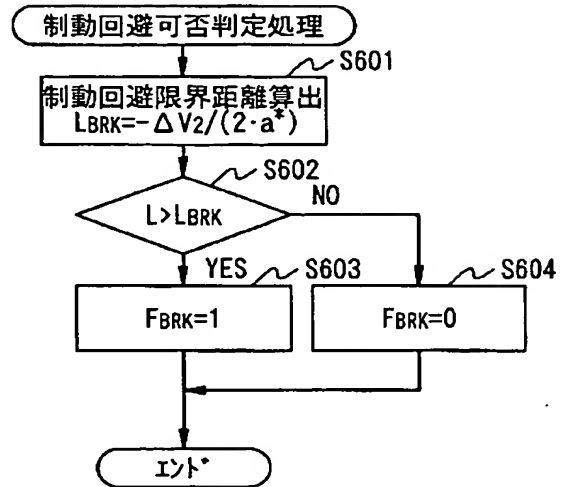 制動回避可否判定処理
S601
制動回避限界距離算出
LBRK=-ΔV2/(2·a*)
S602
L>LBRK
NO
YES
S603
S604
FBRK=1
FBRK=0
エンド